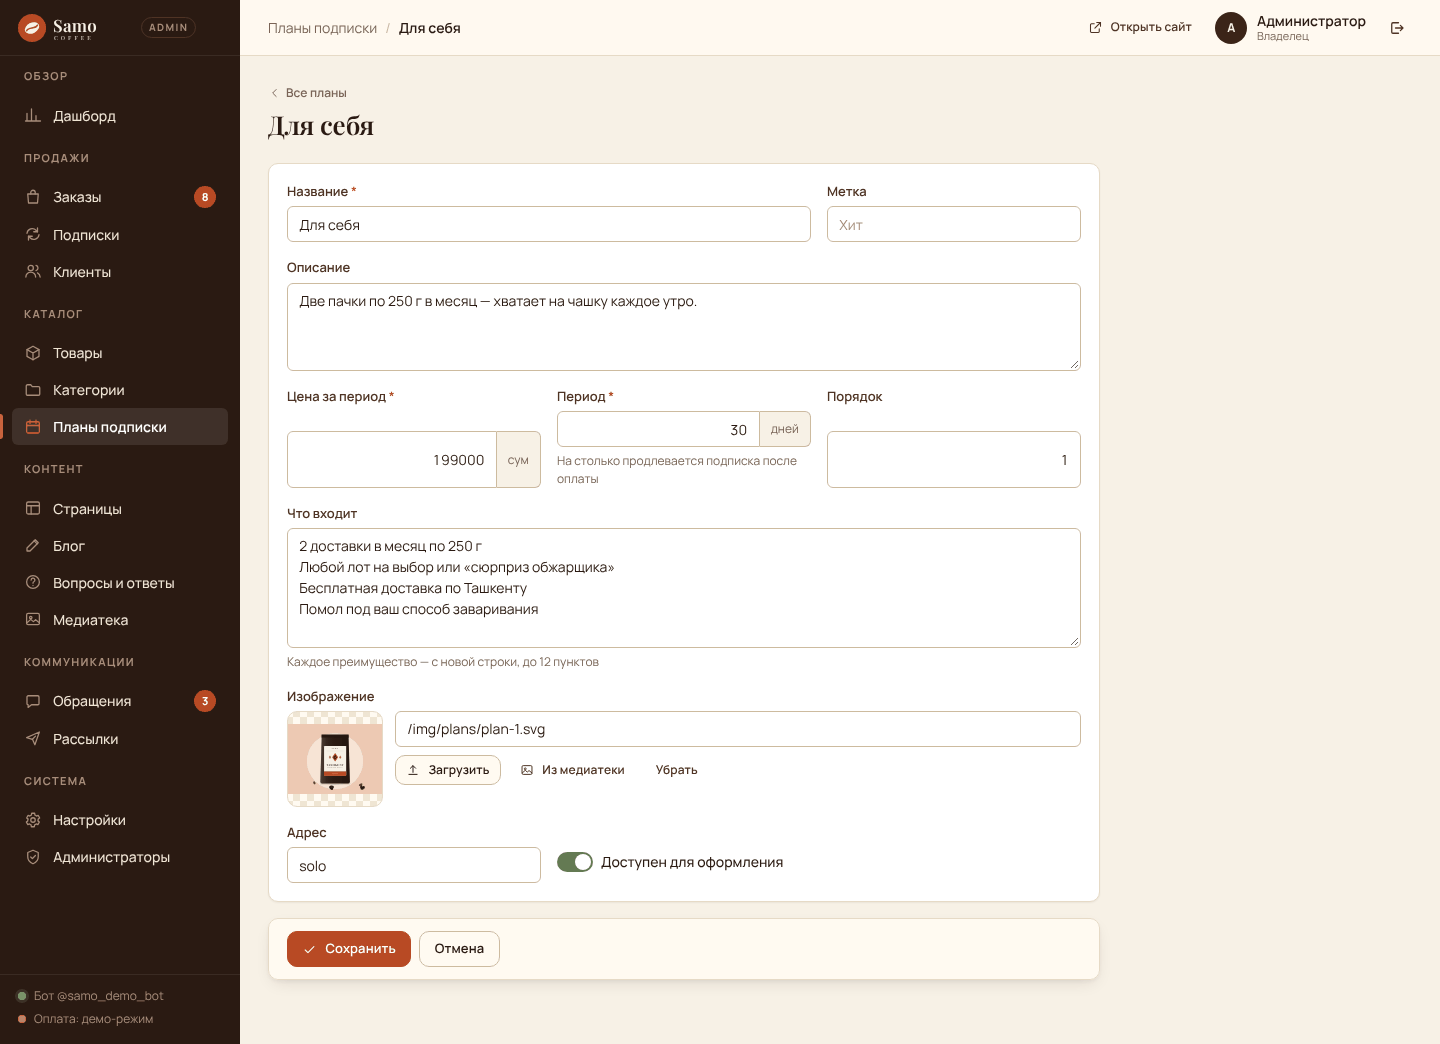 Samo
COFFEE
ADMIN
Планы подписки / Для себя
Открыть сайт
А
Администратор
Владелец
ОБЗОР
Дашборд
ПРОДАЖИ
Заказы 8
Подписки
Клиенты
КАТАЛОГ
Товары
Категории
Планы подписки
КОНТЕНТ
Страницы
Блог
Вопросы и ответы
Медиатека
КОММУНИКАЦИИ
Обращения 3
Рассылки
СИСТЕМА
Настройки
Администраторы
Бот @samo_demo_bot
Оплата: демо-режим
Все планы
Для себя
Название *
Метка
Для себя
Хит
Описание
Две пачки по 250 г в месяц — хватает на чашку каждое утро.
Цена за период *
Период *
Порядок
199000 сум
30 дней
1
На столько продлевается подписка после
оплаты
Что входит
2 доставки в месяц по 250 г
Любой лот на выбор или «сюрприз обжарщика»
Бесплатная доставка по Ташкенту
Помол под ваш способ заваривания
Каждое преимущество — с новой строки, до 12 пунктов
Изображение
/img/plans/plan-1.svg
Загрузить
Из медиатеки
Убрать
Адрес
solo
Доступен для оформления
Сохранить
Отмена